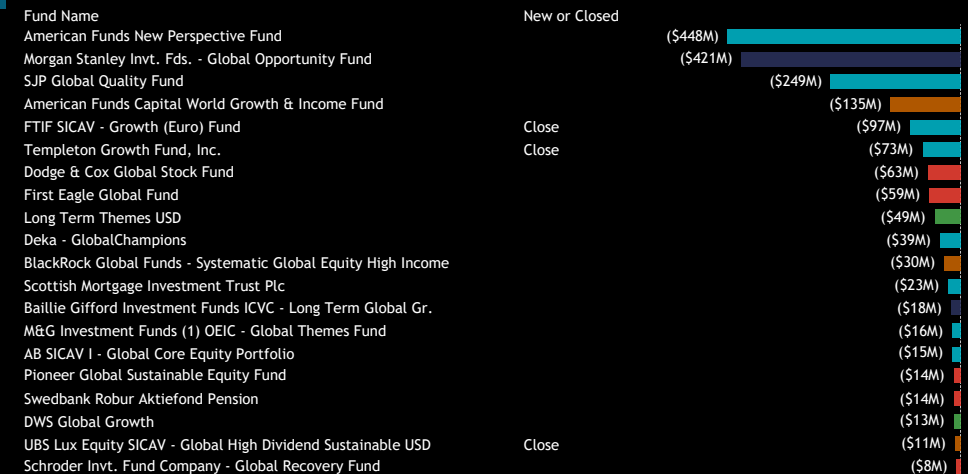 Fund Name New or Closed
American Funds New Perspective Fund ($448M)
Morgan Stanley Invt. Fds. - Global Opportunity Fund ($421M)
SJP Global Quality Fund ($249M)
American Funds Capital World Growth & Income Fund ($135M)
FTIF SICAV - Growth (Euro) Fund Close ($97M)
Templeton Growth Fund, Inc. Close ($73M)
Dodge & Cox Global Stock Fund ($63M)
First Eagle Global Fund ($59M)
Long Term Themes USD ($49M)
Deka - GlobalChampions ($39M)
BlackRock Global Funds - Systematic Global Equity High Income ($30M)
Scottish Mortgage Investment Trust Plc ($23M)
Baillie Gifford Investment Funds ICVC - Long Term Global Gr. ($18M)
M&G Investment Funds (1) OEIC - Global Themes Fund ($16M)
AB SICAV I - Global Core Equity Portfolio ($15M)
Pioneer Global Sustainable Equity Fund ($14M)
Swedbank Robur Aktiefond Pension ($14M)
DWS Global Growth ($13M)
UBS Lux Equity SICAV - Global High Dividend Sustainable USD Close ($11M)
Schroder Invt. Fund Company - Global Recovery Fund ($8M)